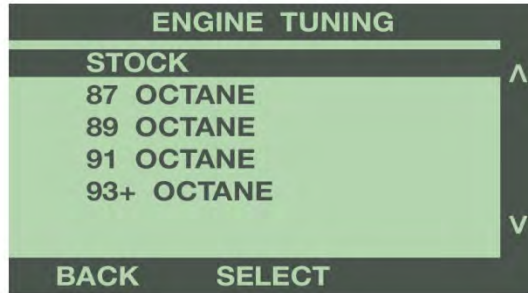 ENGINE TUNING
STOCK
87 OCTANE
89 OCTANE
91 OCTANE
93+ OCTANE
BACK SELECT